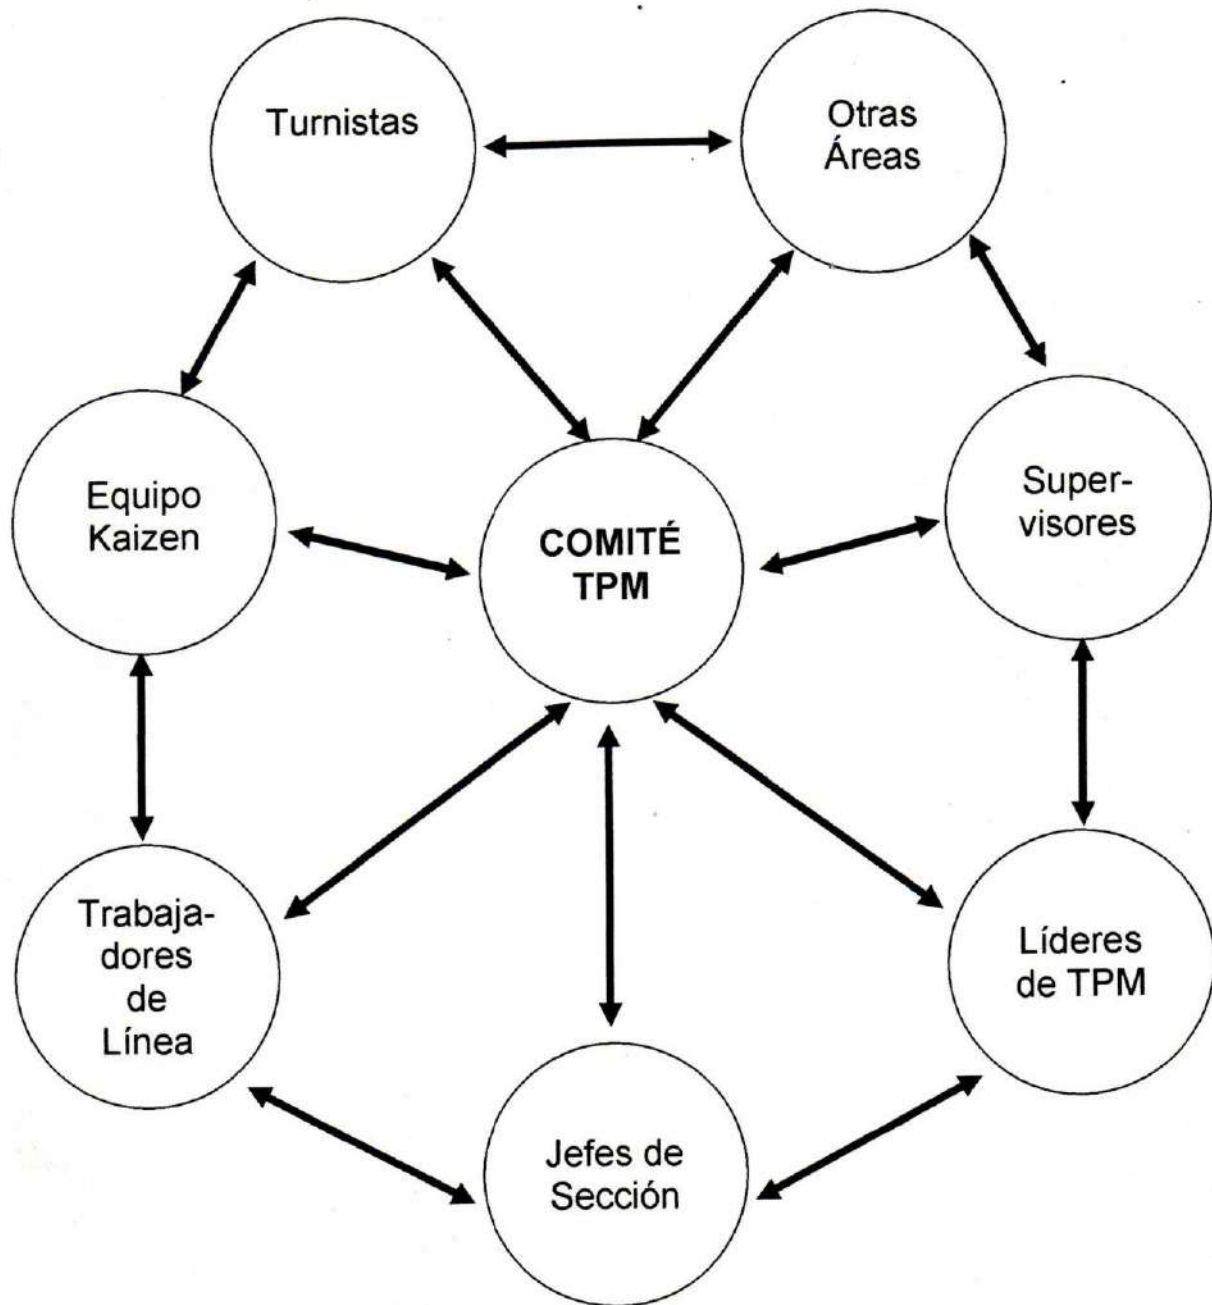 Turnistas
Otras
Áreas
Equipo
Kaizen
COMITÉ
TPM
Super-
visores
Trabaja-
dores
de
Línea
Líderes
de TPM
Jefes de
Sección